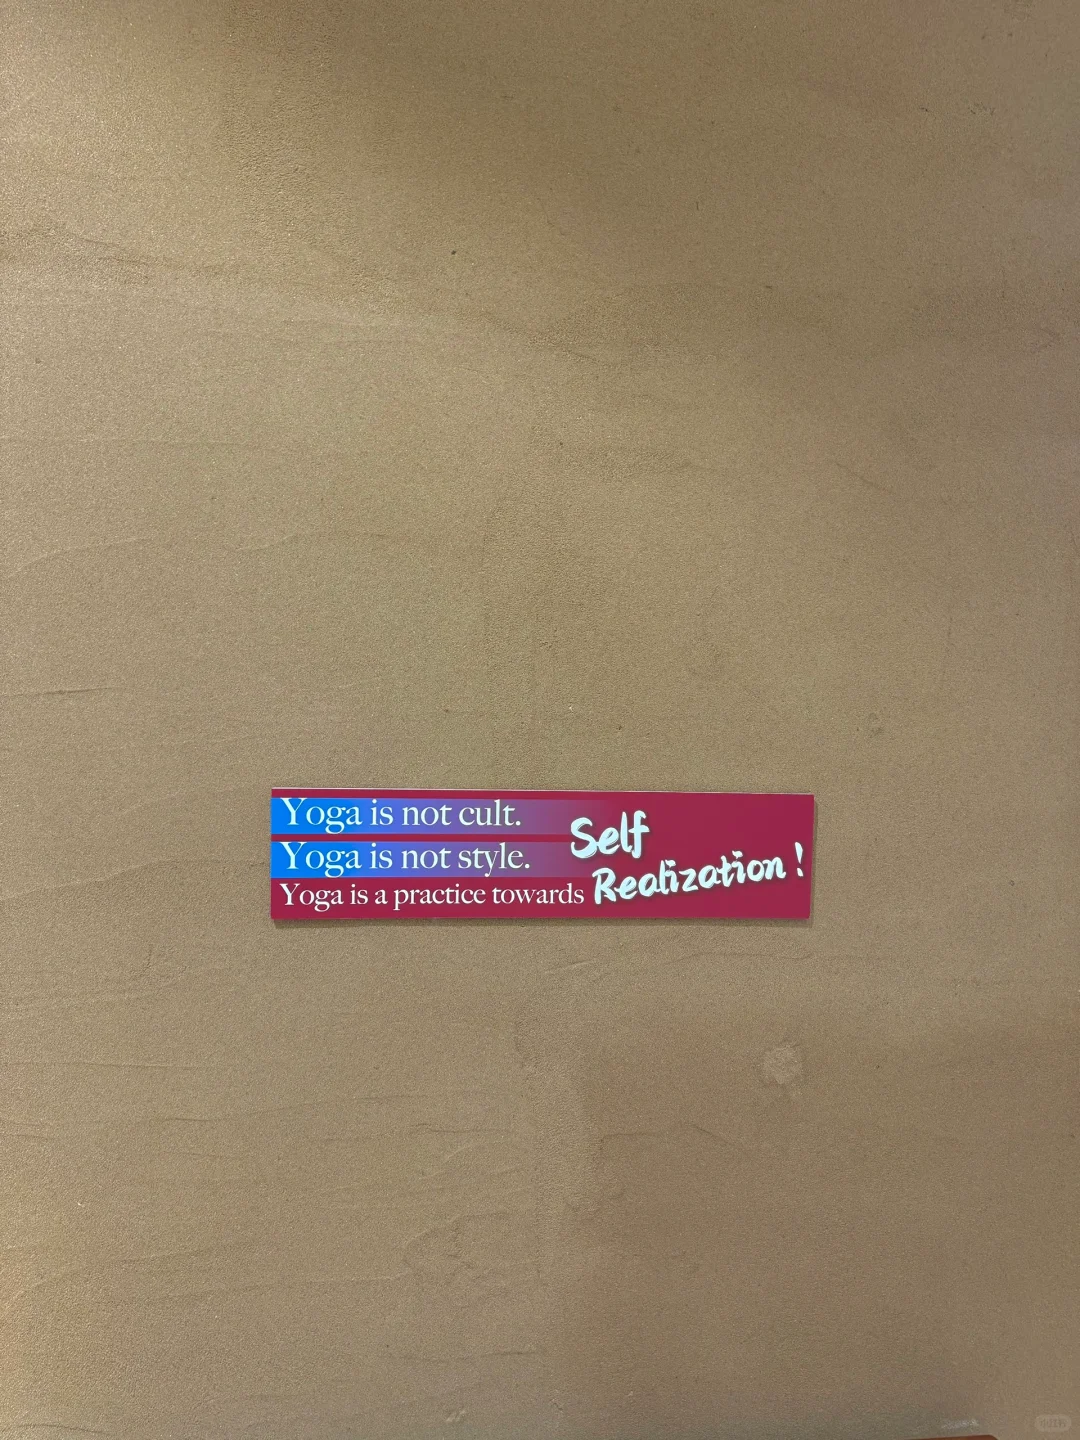 Yoga is not cult.
Yoga is not style.
Yoga is a practice towards
Self
Realization!